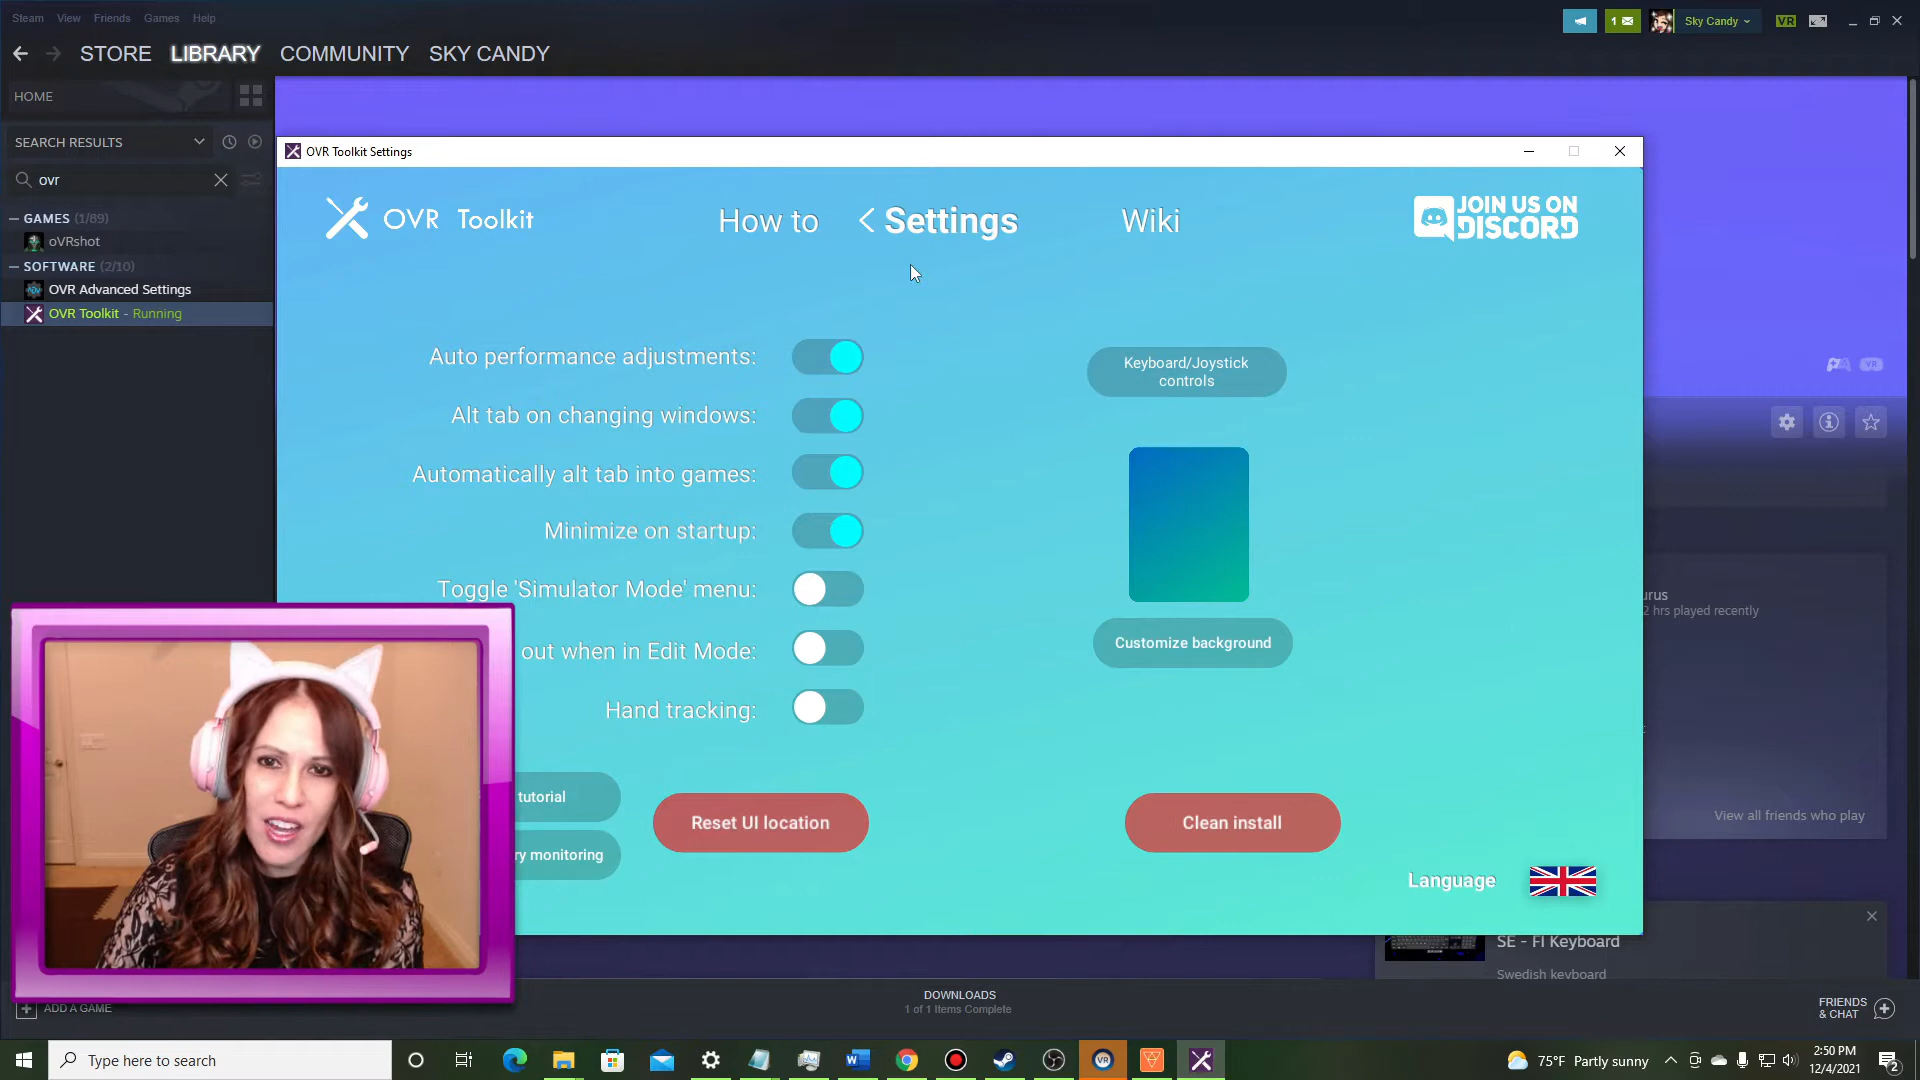 Steam View Friends Games Help
1
Sky Candy
VR
STORE LIBRARY COMMUNITY SKY CANDY
HOME
SEARCH RESULTS
ovr
GAMES (1/89)
oVRshot
SOFTWARE (2/10)
OVR Advanced Settings
OVR Toolkit - Running
OVR Toolkit Settings
OVR Toolkit
How to
< Settings
Wiki
JOIN US ON
DISCORD
Auto performance adjustments:
Alt tab on changing windows:
Automatically alt tab into games:
Minimize on startup:
Toggle 'Simulator Mode' menu:
out when in Edit Mode:
Hand tracking:
Keyboard/Joystick
controls
Customize background
tutorial
ry monitoring
Reset UI location
Clean install
Language
VR
urus
2 hrs played recently
View all friends who play
SE - FI Keyboard
Swedish keyboard
ADD A GAME
DOWNLOADS
1 of 1 Items Complete
FRIENDS
& CHAT
Type here to search
VR
75°F Partly sunny
2:50 PM
12/4/2021
2